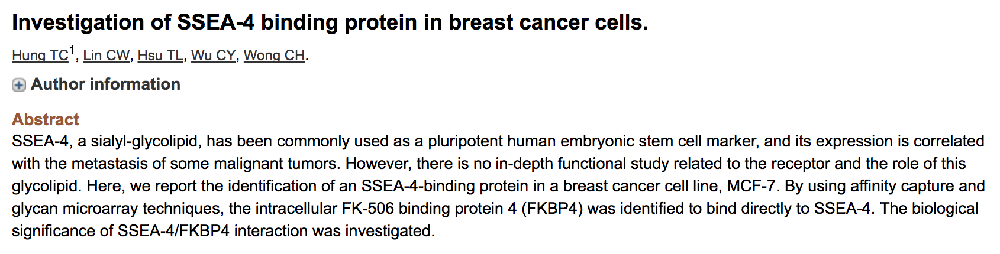 Investigation of SSEA-4 binding protein in breast cancer cells.
Hung TC1, Lin CW, Hsu TL, Wu CY, Wong CH.
Author information
Abstract
SSEA-4, a sialyl-glycolipid, has been commonly used as a pluripotent human embryonic stem cell marker, and its expression is correlated
with the metastasis of some malignant tumors. However, there is no in-depth functional study related to the receptor and the role of this
glycolipid. Here, we report the identification of an SSEA-4-binding protein in a breast cancer cell line, MCF-7. By using affinity capture and
glycan microarray techniques, the intracellular FK-506 binding protein 4 (FKBP4) was identified to bind directly to SSEA-4. The biological
significance of SSEA-4/FKBP4 interaction was investigated.